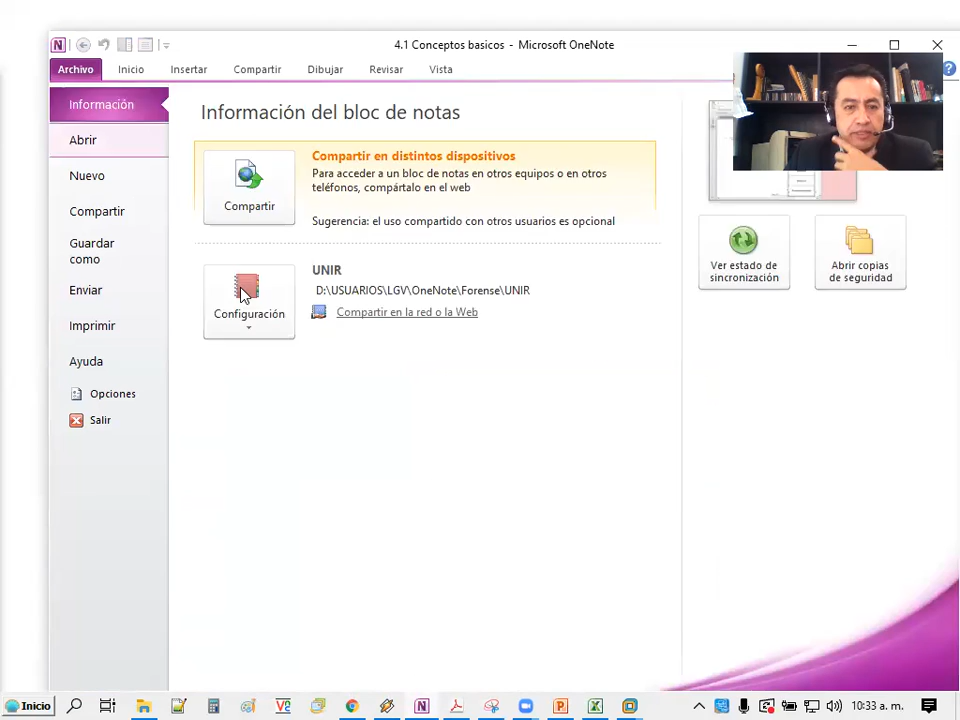 4.1 Conceptos basicos - Microsoft OneNote
Archivo
Inicio
Insertar
Compartir
Dibujar
Revisar
Vista
Información
Abrir
Nuevo
Compartir
Guardar
como
Enviar
Imprimir
Ayuda
Opciones
Salir
Información del bloc de notas
Compartir
Compartir en distintos dispositivos
Para acceder a un bloc de notas en otros equipos o en otros
teléfonos, compártalo en el web
Sugerencia: el uso compartido con otros usuarios es opcional
Configuración
UNIR
D:\USUARIOS\LGV\OneNote\Forense\UNIR
Compartir en la red o la Web
Ver estado de
sincronización
Abrir copias
de seguridad
Inicio
10:33 a. m.